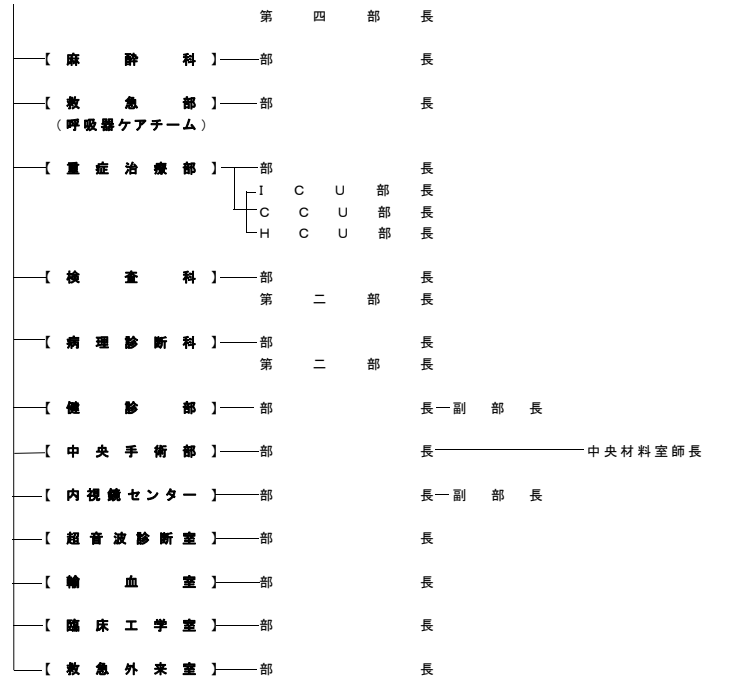 第四部長
【麻酔科】部長
【救急部】部長
（呼吸器ケアチーム）
【重症治療部】部長
ICU部長
CCU部長
HCU部長
【検査科】部長
第二部長
【病理診断科】部長
第二部長
【健診部】部長 副部長
【中央手術部】部長 中央材料室師長
【内視鏡センター】部長 副部長
【超音波診断室】部長
【輸血室】部長
【臨床工学室】部長
【救急外来室】部長